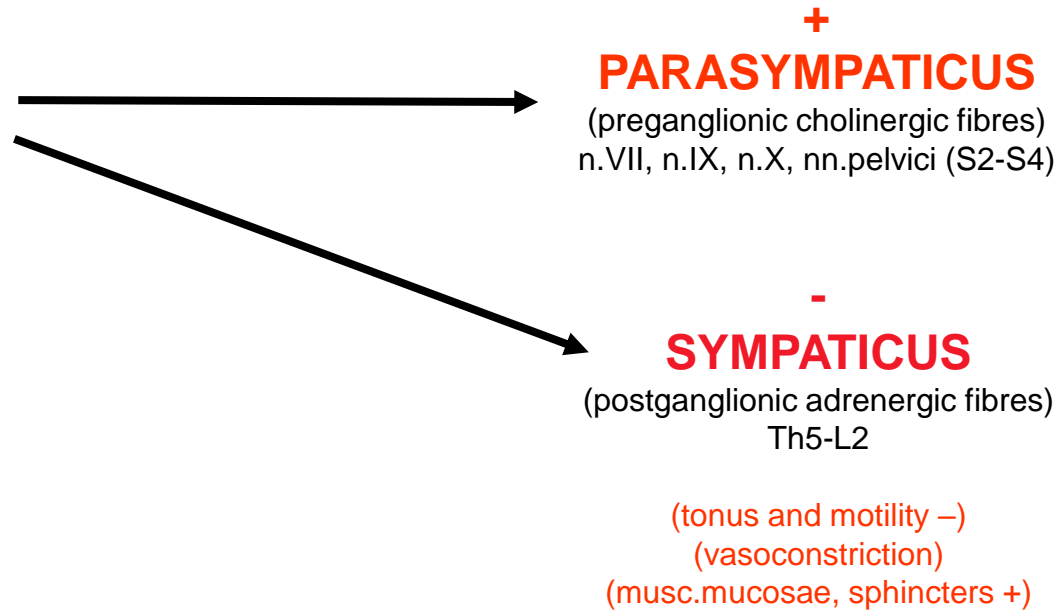 +
PARASYMPATICUS
(preganglionic cholinergic fibres)
n.VII, n.IX, n.X, nn.pelvici (S2-S4)
-
SYMPATICUS
(postganglionic adrenergic fibres)
Th5-L2
(tonus and motility –)
(vasoconstriction)
(musc.mucosae, sphincters +)